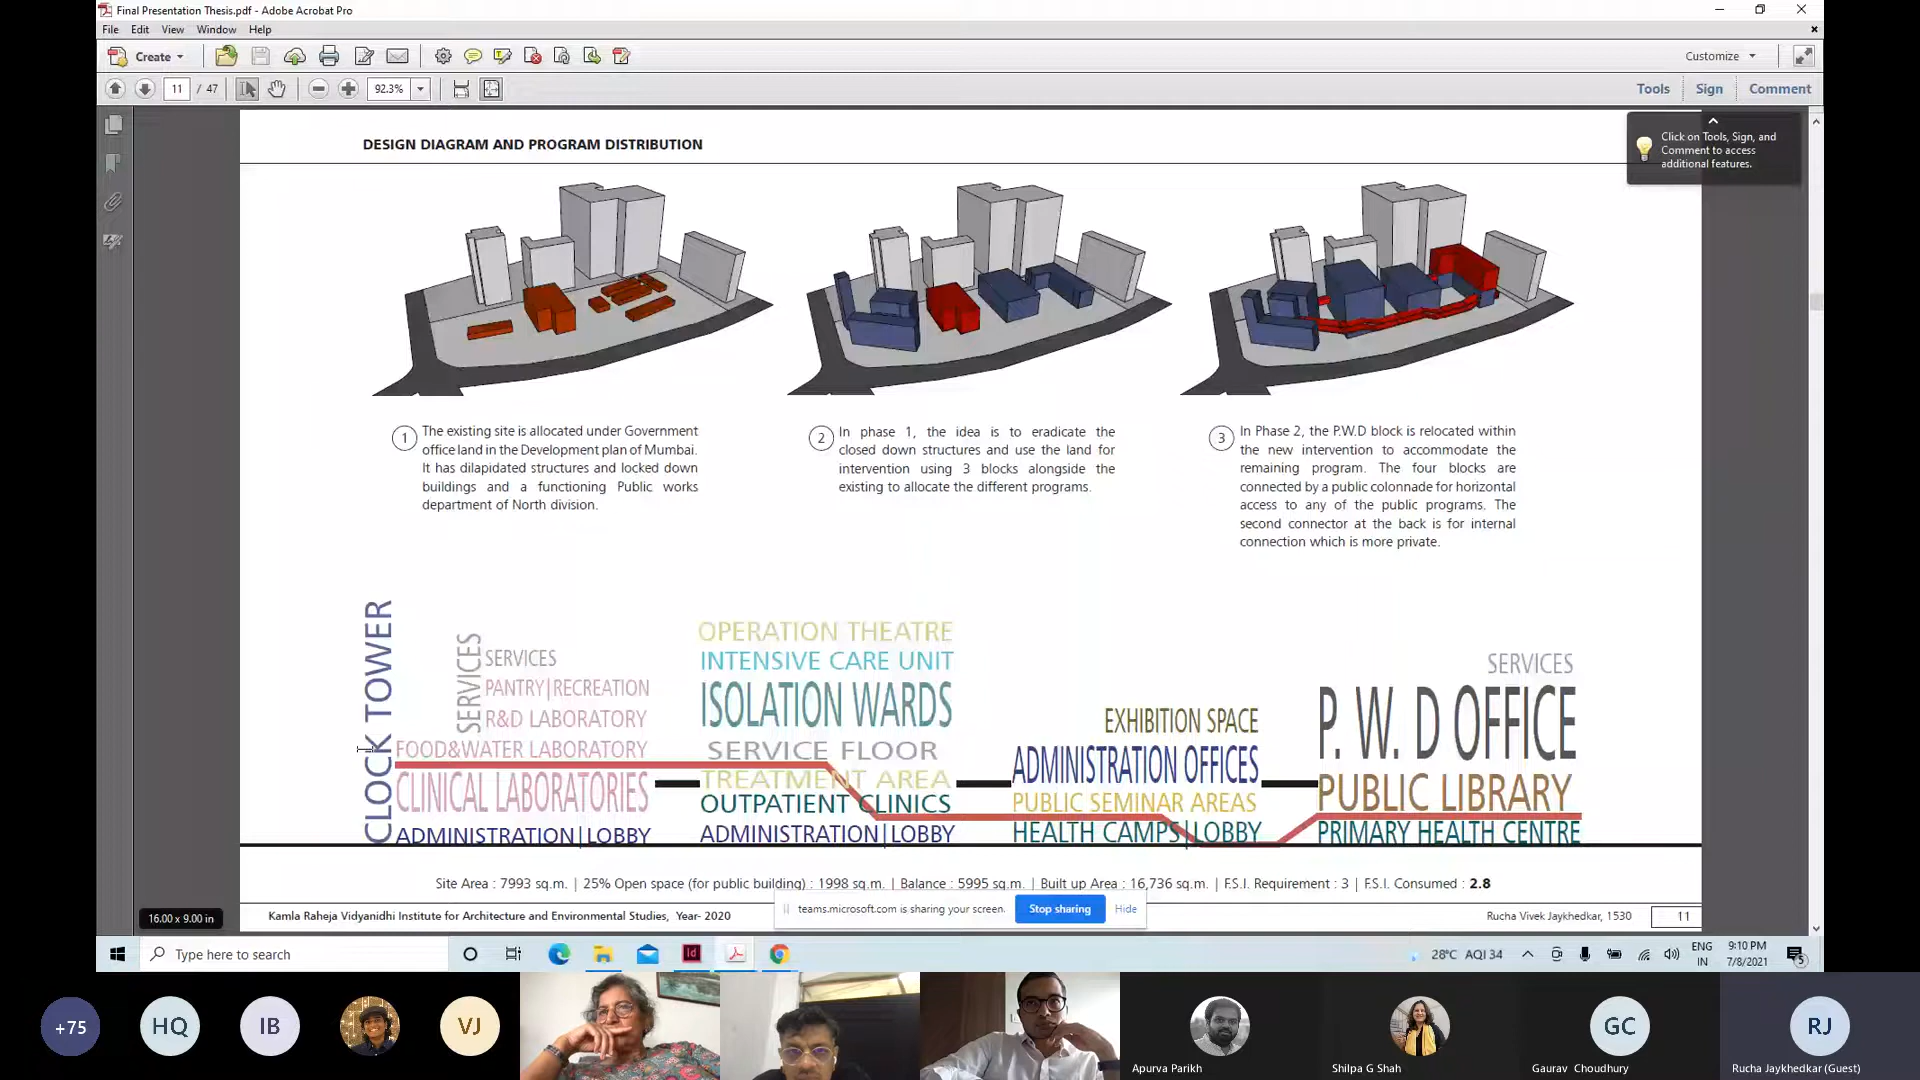 Final Presentation Thesis.pdf - Adobe Acrobat Pro
File Edit View Window Help
Create
Customize
11 / 47
92.3%
Tools Sign Comment
Click on Tools, Sign, and
Comment to access
additional features.
DESIGN DIAGRAM AND PROGRAM DISTRIBUTION
1
The existing site is allocated under Government
office land in the Development plan of Mumbai.
It has dilapidated structures and locked down
buildings and a functioning Public works
department of North division.
2
In phase 1, the idea is to eradicate the
closed down structures and use the land for
intervention using 3 blocks alongside the
existing to allocate the different programs.
3
In Phase 2, the P.W.D block is relocated within
the new intervention to accommodate the
remaining program. The four blocks are
connected by a public colonnade for horizontal
access to any of the public programs. The
second connector at the back is for internal
connection which is more private.
CLOCK TOWER
SERVICES
SERVICES
PANTRY|RECREATION
R&D LABORATORY
FOOD&WATER LABORATORY
CLINICAL LABORATORIES
ADMINISTRATION|LOBBY
OPERATION THEATRE
INTENSIVE CARE UNIT
ISOLATION WARDS
SERVICE FLOOR
TREATMENT AREA
OUTPATIENT CLINICS
ADMINISTRATION|LOBBY
EXHIBITION SPACE
ADMINISTRATION OFFICES
PUBLIC SEMINAR AREAS
HEALTH CAMPS|LOBBY
SERVICES
P. W. D OFFICE
PUBLIC LIBRARY
PRIMARY HEALTH CENTRE
Site Area : 7993 sq.m. | 25% Open space (for public building) : 1998 sq.m. | Balance : 5995 sq.m. | Built up Area : 16,736 sq.m. | F.S.I. Requirement : 3 | F.S.I. Consumed : 2.8
16.00 x 9.00 in
Kamla Raheja Vidyanidhi Institute for Architecture and Environmental Studies, Year- 2020
teams.microsoft.com is sharing your screen.
Stop sharing
Hide
Rucha Vivek Jaykhedkar, 1530
11
Type here to search
Id
28°C AQI 34
ENG
IN
9:10 PM
7/8/2021
5
+75
HQ
IB
VJ
GC
RJ
Apurva Parikh
Shilpa G Shah
Gaurav Choudhury
Rucha Jaykhedkar (Guest)